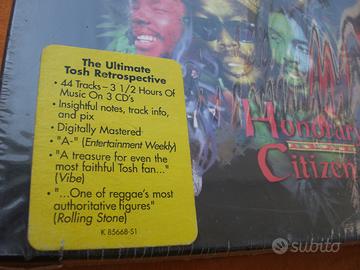 The Ultimate
Tosh Retrospective
• 44 Tracks–3 1/2 Hours Of
Music On 3 CD's
• Insightful notes, track info,
and pix
• Digitally Mastered
• "A-" (Entertainment Weekly)
• "A treasure for even the
most faithful Tosh fan..."
(Vibe)
• "...One of reggae's most
authoritative figures"
(Rolling Stone)
K 85668-S1
Honorary
Citizen
subito